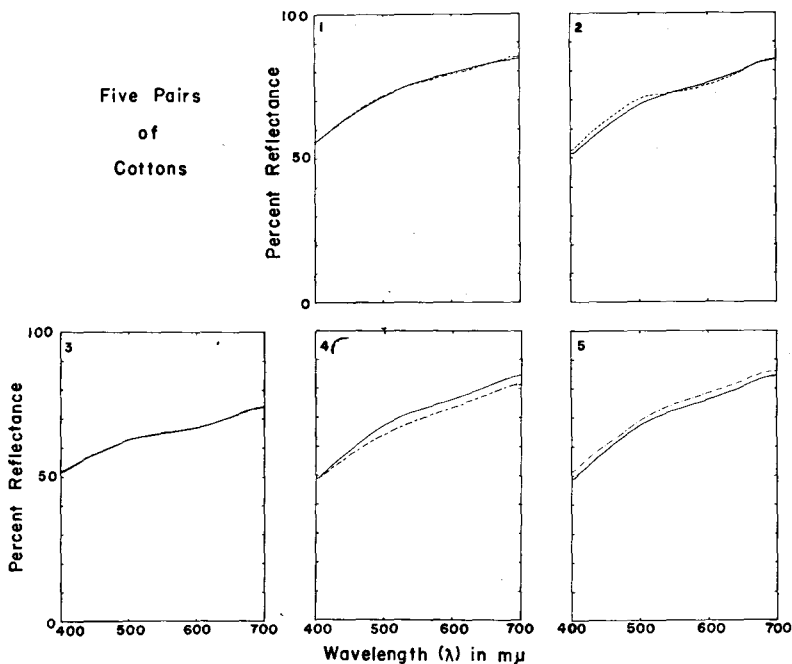 Five Pairs
of
Cottons
Percent Reflectance
100
50
0
1
2
Percent Reflectance
100
50
0
3
4
5
400 500 600 700
400 500 600 700
400 500 600 700
Wavelength (λ) in mμ